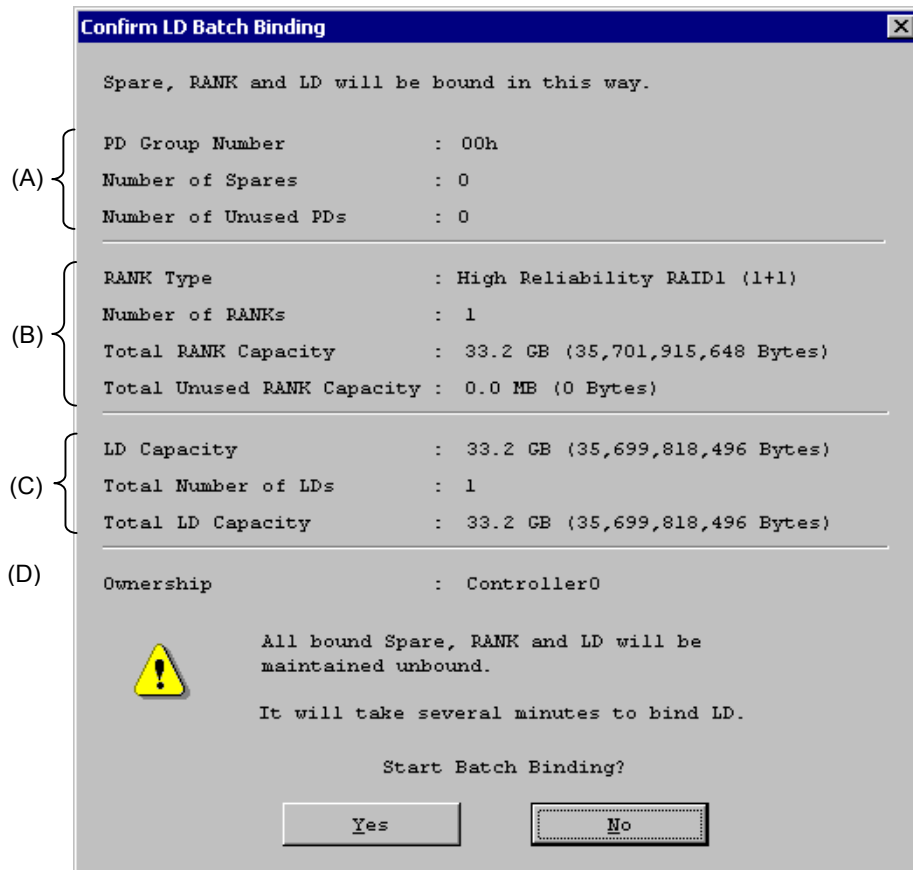 Confirm LD Batch Binding
Spare, RANK and LD will be bound in this way.
(A)
PD Group Number : 00h
Number of Spares : 0
Number of Unused PDs : 0
(B)
RANK Type : High Reliability RAID1 (1+1)
Number of RANKs : 1
Total RANK Capacity : 33.2 GB (35,701,915,648 Bytes)
Total Unused RANK Capacity : 0.0 MB (0 Bytes)
(C)
LD Capacity : 33.2 GB (35,699,818,496 Bytes)
Total Number of LDs : 1
Total LD Capacity : 33.2 GB (35,699,818,496 Bytes)
(D)
Ownership : Controller0
All bound Spare, RANK and LD will be
maintained unbound.
It will take several minutes to bind LD.
Start Batch Binding?
Yes
No